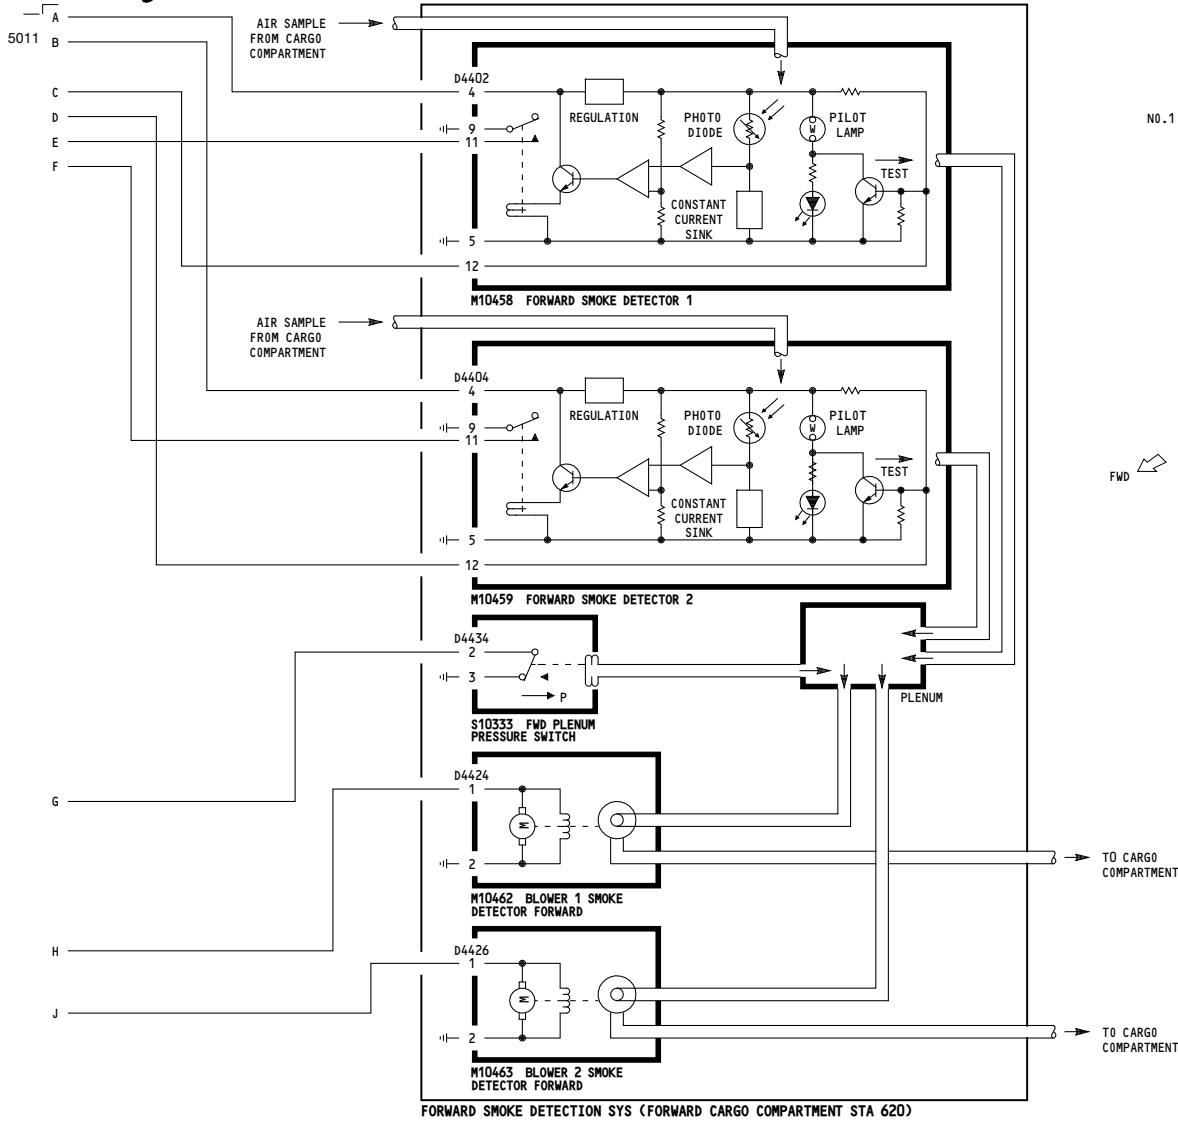 A
5011 B
C
D
E
F
G
H
J
AIR SAMPLE
FROM CARGO
COMPARTMENT
D4402
4
9
11
5
12
REGULATION
PHOTO
DIODE
W
PILOT
LAMP
TEST
CONSTANT
CURRENT
SINK
M10458 FORWARD SMOKE DETECTOR 1
NO.1
AIR SAMPLE
FROM CARGO
COMPARTMENT
D4404
4
9
11
5
12
REGULATION
PHOTO
DIODE
W
PILOT
LAMP
TEST
CONSTANT
CURRENT
SINK
M10459 FORWARD SMOKE DETECTOR 2
FWD
D4434
2
3
P
S10333 FWD PLENUM
PRESSURE SWITCH
PLENUM
D4424
1
M
2
M10462 BLOWER 1 SMOKE
DETECTOR FORWARD
TO CARGO
COMPARTMENT
D4426
1
M
2
M10463 BLOWER 2 SMOKE
DETECTOR FORWARD
TO CARGO
COMPARTMENT
FORWARD SMOKE DETECTION SYS (FORWARD CARGO COMPARTMENT STA 620)